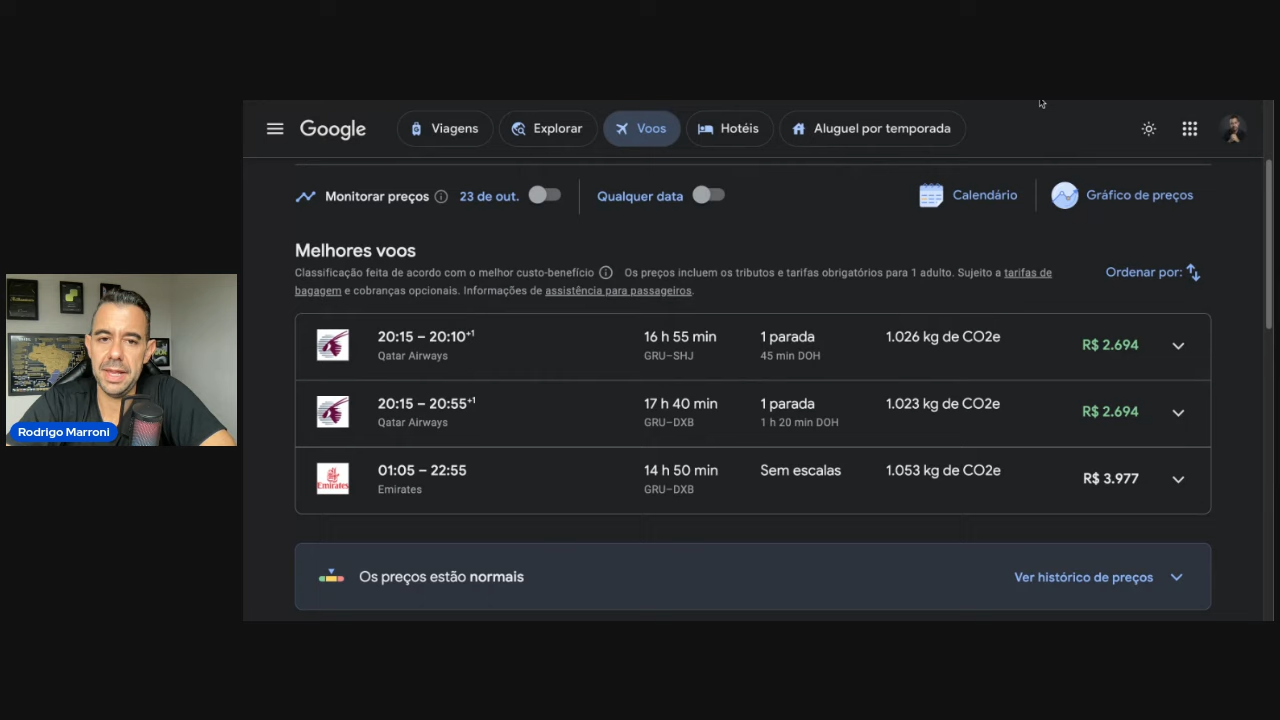 Google
Viagens
Explorar
Voos
Hotéis
Aluguel por temporada
Monitorar preços
23 de out.
Qualquer data
Calendário
Gráfico de preços
Melhores voos
Classificação feita de acordo com o melhor custo-benefício Os preços incluem os tributos e tarifas obrigatórios para 1 adulto. Sujeito a tarifas de
bagagem e cobranças opcionais. Informações de assistência para passageiros.
Ordenar por:
20:15 – 20:10+1 16 h 55 min 1 parada 1.026 kg de CO2e R$ 2.694
Qatar Airways GRU–SHJ 45 min DOH
20:15 – 20:55+1 17 h 40 min 1 parada 1.023 kg de CO2e R$ 2.694
Qatar Airways GRU–DXB 1 h 20 min DOH
01:05 – 22:55 14 h 50 min Sem escalas 1.053 kg de CO2e R$ 3.977
Emirates
Emirates GRU–DXB
Os preços estão normais
Ver histórico de preços
Rodrigo Marroni